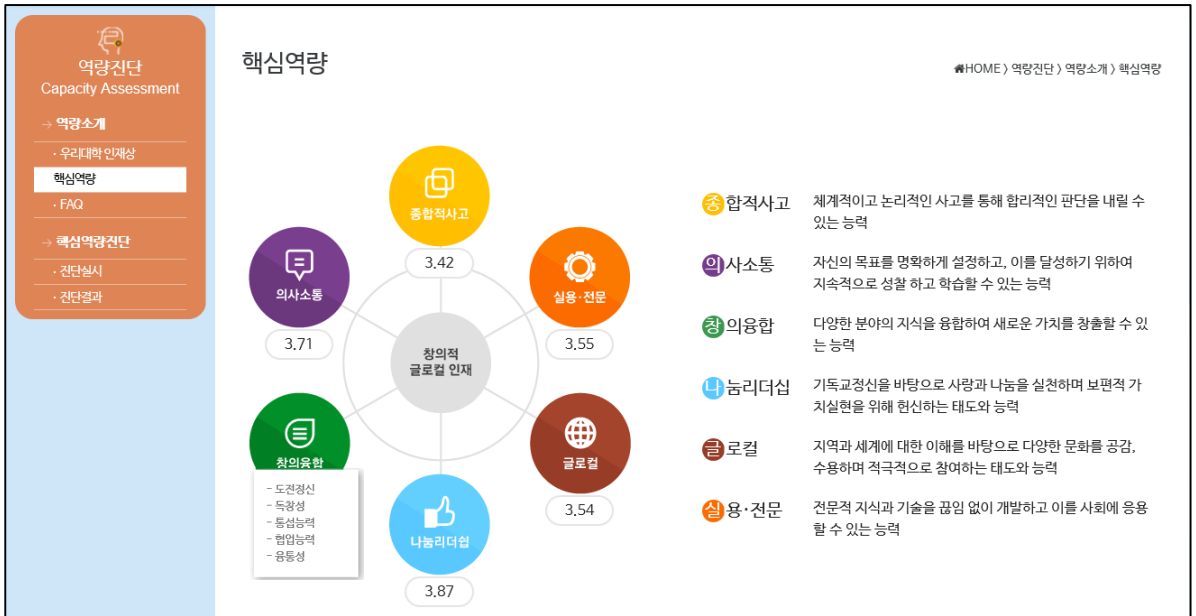 역량진단
Capacity Assessment
→ 역량소개
· 우리대학 인재상
핵심역량
· FAQ
→ 핵심역량진단
· 진단실시
· 진단결과
핵심역량
HOME 〉 역량진단 〉 역량소개 〉 핵심역량
종합적사고
3.42
의사소통
3.71
실용·전문
3.55
창의적
글로컬 인재
창의융합
- 도전정신
- 독창성
- 통섭능력
- 협업능력
- 융통성
글로컬
3.54
나눔리더십
3.87
종합적사고
체계적이고 논리적인 사고를 통해 합리적인 판단을 내릴 수
있는 능력
의사소통
자신의 목표를 명확하게 설정하고, 이를 달성하기 위하여
지속적으로 성찰 하고 학습할 수 있는 능력
창의융합
다양한 분야의 지식을 융합하여 새로운 가치를 창출할 수 있
는 능력
나눔리더십
기독교정신을 바탕으로 사랑과 나눔을 실천하며 보편적 가
치실현을 위해 헌신하는 태도와 능력
글로컬
지역과 세계에 대한 이해를 바탕으로 다양한 문화를 공감,
수용하며 적극적으로 참여하는 태도와 능력
실용·전문
전문적 지식과 기술을 끊임 없이 개발하고 이를 사회에 응용
할 수 있는 능력